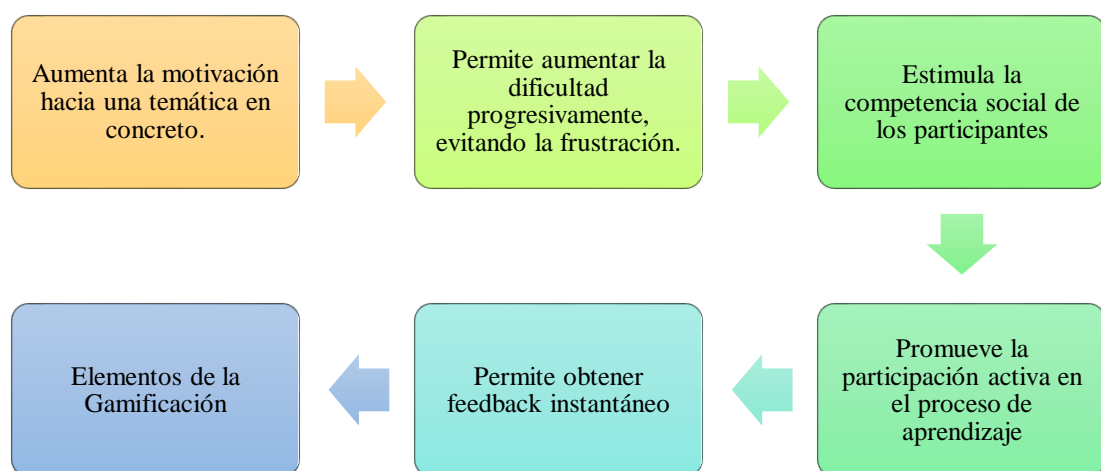 Aumenta la motivación
hacia una temática en
concreto.
Permite aumentar la
dificultad
progresivamente,
evitando la frustración.
Estimula la
competencia social de
los participantes
Promueve la
participación activa en
el proceso de
aprendizaje
Permite obtener
feedback instantáneo
Elementos de la
Gamificación